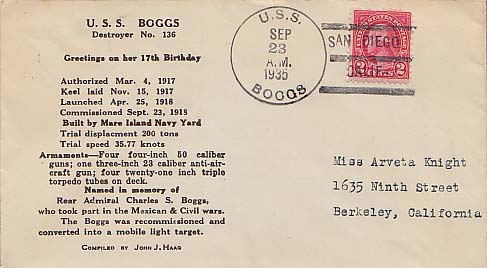 U. S. S. BOGGS
Destroyer No. 136
Greetings on her 17th Birthday
Authorized Mar. 4, 1917
Keel laid Nov. 15, 1917
Launched Apr. 25, 1918
Commissioned Sept. 23, 1918
Built by Mare Island Navy Yard
Trial displacment 200 tons
Trial speed 35.77 knots
Armaments—Four four-inch 50 caliber
guns; one three-inch 23 caliber anti-air-
craft gun; four twenty-one inch triple
torpedo tubes on deck.
Named in memory of
Rear Admiral Charles S. Boggs,
who took part in the Mexican & Civil wars.
The Boggs was recommissioned and
converted into a mobile light target.
COMPILED BY JOHN J. HAAG
U.S.S.
SEP
23
A.M.
1935
BOGGS
SAN DIEGO
CALIF.
2 CENTS 2
Miss Arveta Knight
1635 Ninth Street
Berkeley, California